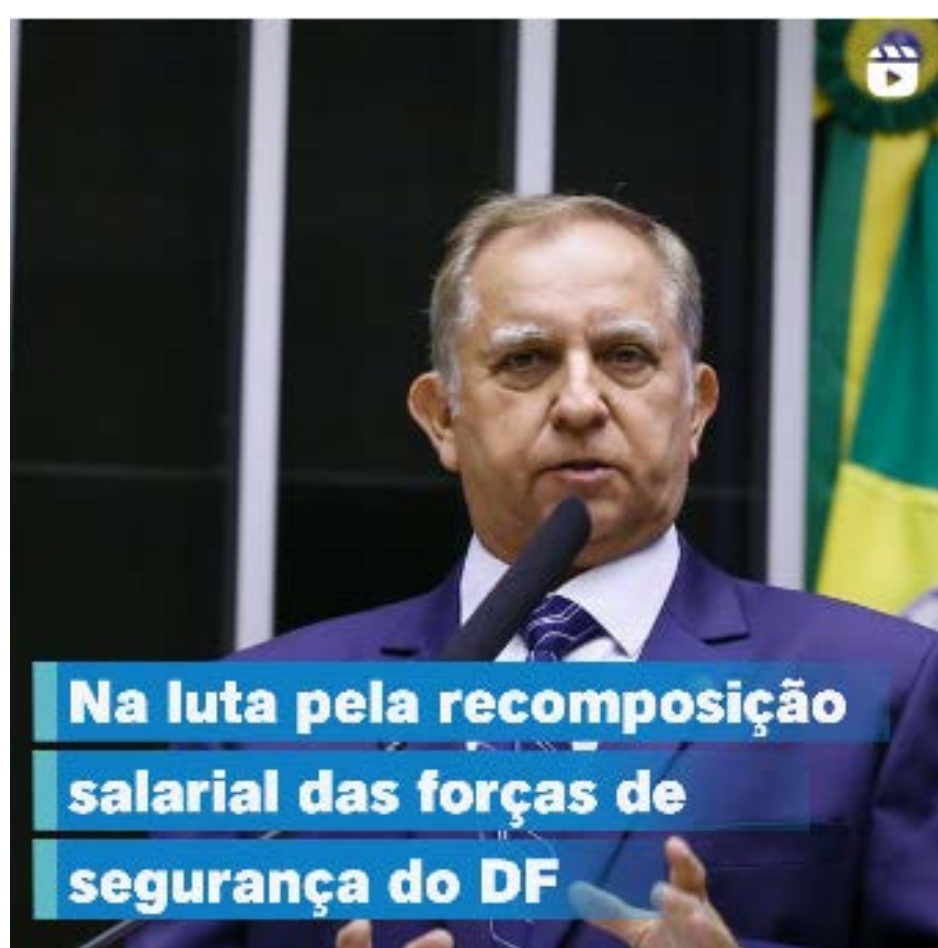 Na luta pela recomposição
salarial das forças de
segurança do DF